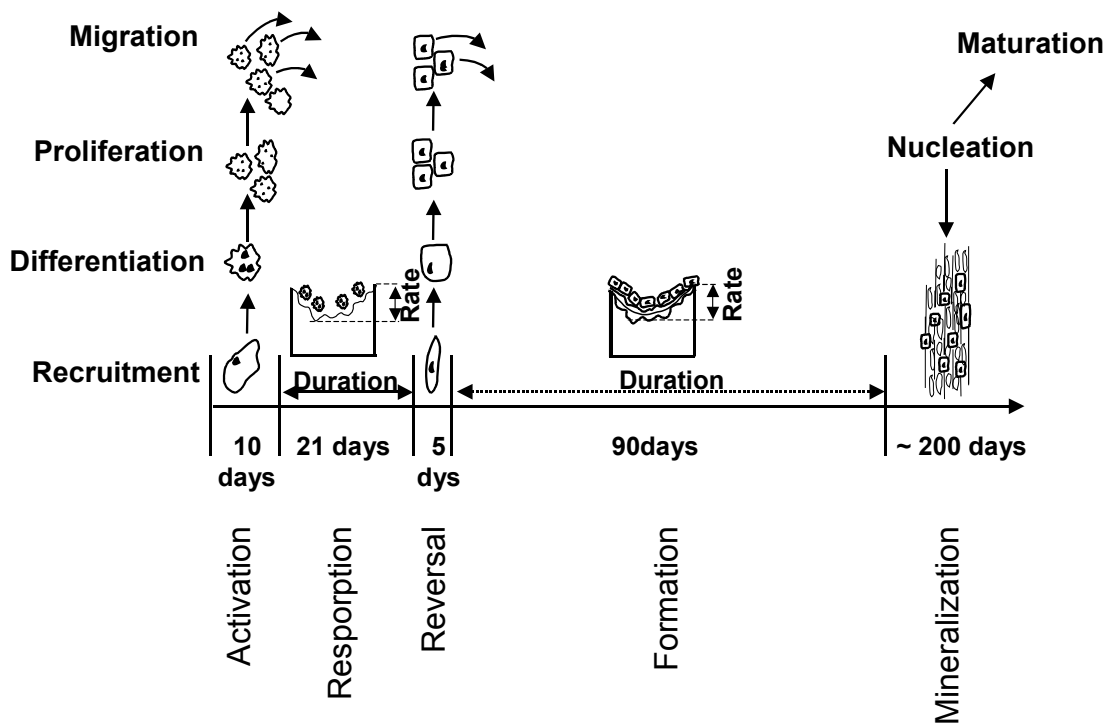 Migration
Maturation
Proliferation
Nucleation
Differentiation
Rate
Rate
Recruitment
Duration
Duration
10
days
21 days
5
dys
90days
~ 200 days
Activation
Resporption
Reversal
Formation
Mineralization